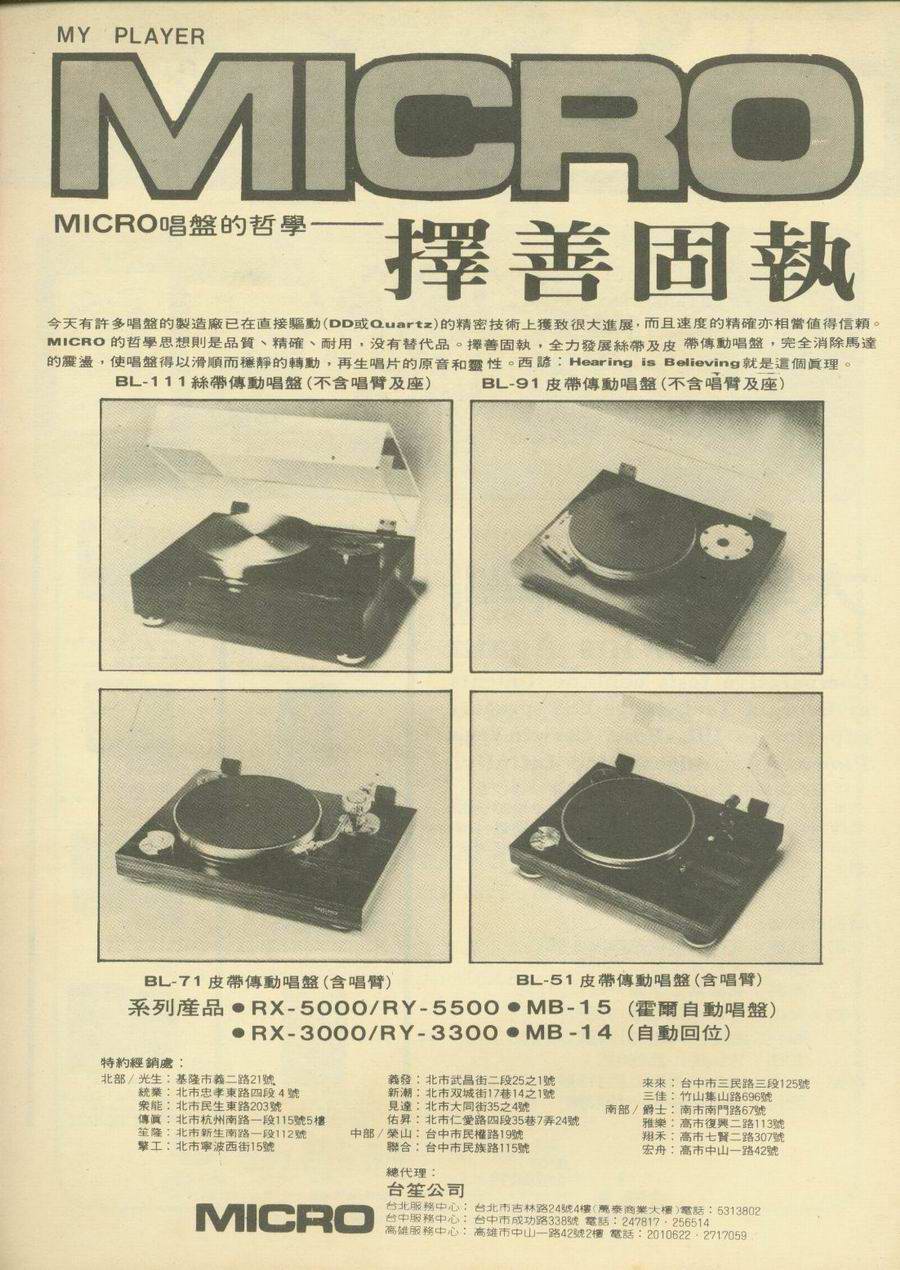 MY PLAYER
MICRO
MICRO唱盤的哲學——
擇善固執
今天有許多唱盤的製造廠已在直接驅動(DD或Quartz)的精密技術上獲致很大進展,而且速度的精確亦相當值得信賴。
MICRO 的哲學思想則是品質、精確、耐用,没有替代品。擇善固執,全力發展絲帶及皮 帶傳動唱盤,完全消除馬達
的震盪,使唱盤得以滑順而穩靜的轉動,再生唱片的原音和靈性。西諺:Hearing is Believing就是這個眞理。
BL-111 絲帶傳動唱盤(不含唱臂及座)
BL-91 皮帶傳動唱盤(不含唱臂及座)
BL-71 皮帶傳動唱盤(含唱臂)
BL-51 皮帶傳動唱盤(含唱臂)
系列産品 ●RX-5000/RY-5500 ●MB-15 (霍爾自動唱盤)
●RX-3000/RY-3300 ●MB-14 (自動回位)
特約經銷處:
北部/光生:基隆市義二路21號
統業:北市忠孝東路四段4號
衆能:北市民生東路203號
傳眞:北市杭州南路一段115號5樓
笙隆:北市新生南路一段112號
擎工:北市寧波西街15號
義發:北市武昌街二段25之1號
新潮:北市双城街17巷14之1號
見達:北市大同街35之4號
佑昇:北市仁愛路四段35巷7弄24號
中部/榮山:台中市民權路19號
聯合:台中市民族路115號
來來:台中市三民路三段125號
三佳:竹山集山路696號
南部/爵士:南市南門路67號
雅樂:高市復興二路113號
翔禾:高市七賢二路307號
宏舟:高市中山一路42號
總代理:
台笙公司
MICRO
台北服務中心:台北市吉林路24號4樓(萬泰商業大樓)電話:5313802
台中服務中心:台中市成功路338號 電話:247817·256514
高雄服務中心:高雄市中山一路42號2樓 電話:2010622·2717059